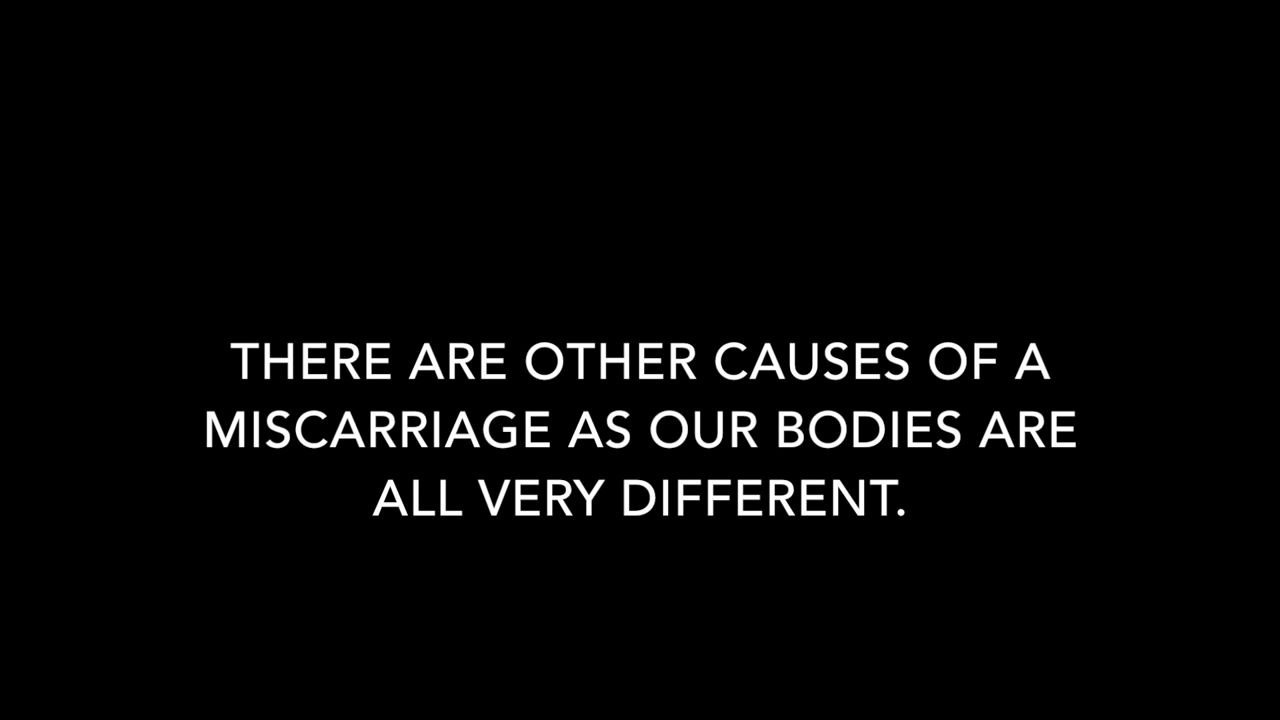 THERE ARE OTHER CAUSES OF A
MISCARRIAGE AS OUR BODIES ARE
ALL VERY DIFFERENT.